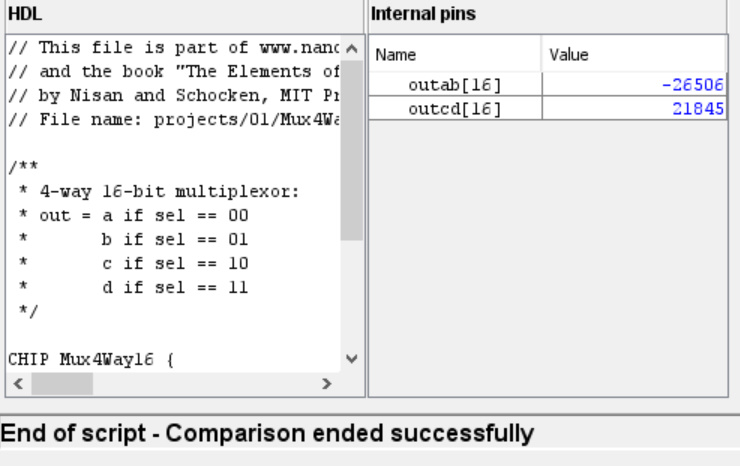 HDL
// This file is part of www.nand
// and the book "The Elements of
// by Nisan and Schocken, MIT Pr
// File name: projects/01/Mux4Wa
/**
* 4-way 16-bit multiplexor:
* out = a if sel == 00
*       b if sel == 01
*       c if sel == 10
*       d if sel == 11
*/
CHIP Mux4Way16 {
Internal pins
Name Value
outab[16] -26506
outcd[16] 21845
End of script - Comparison ended successfully